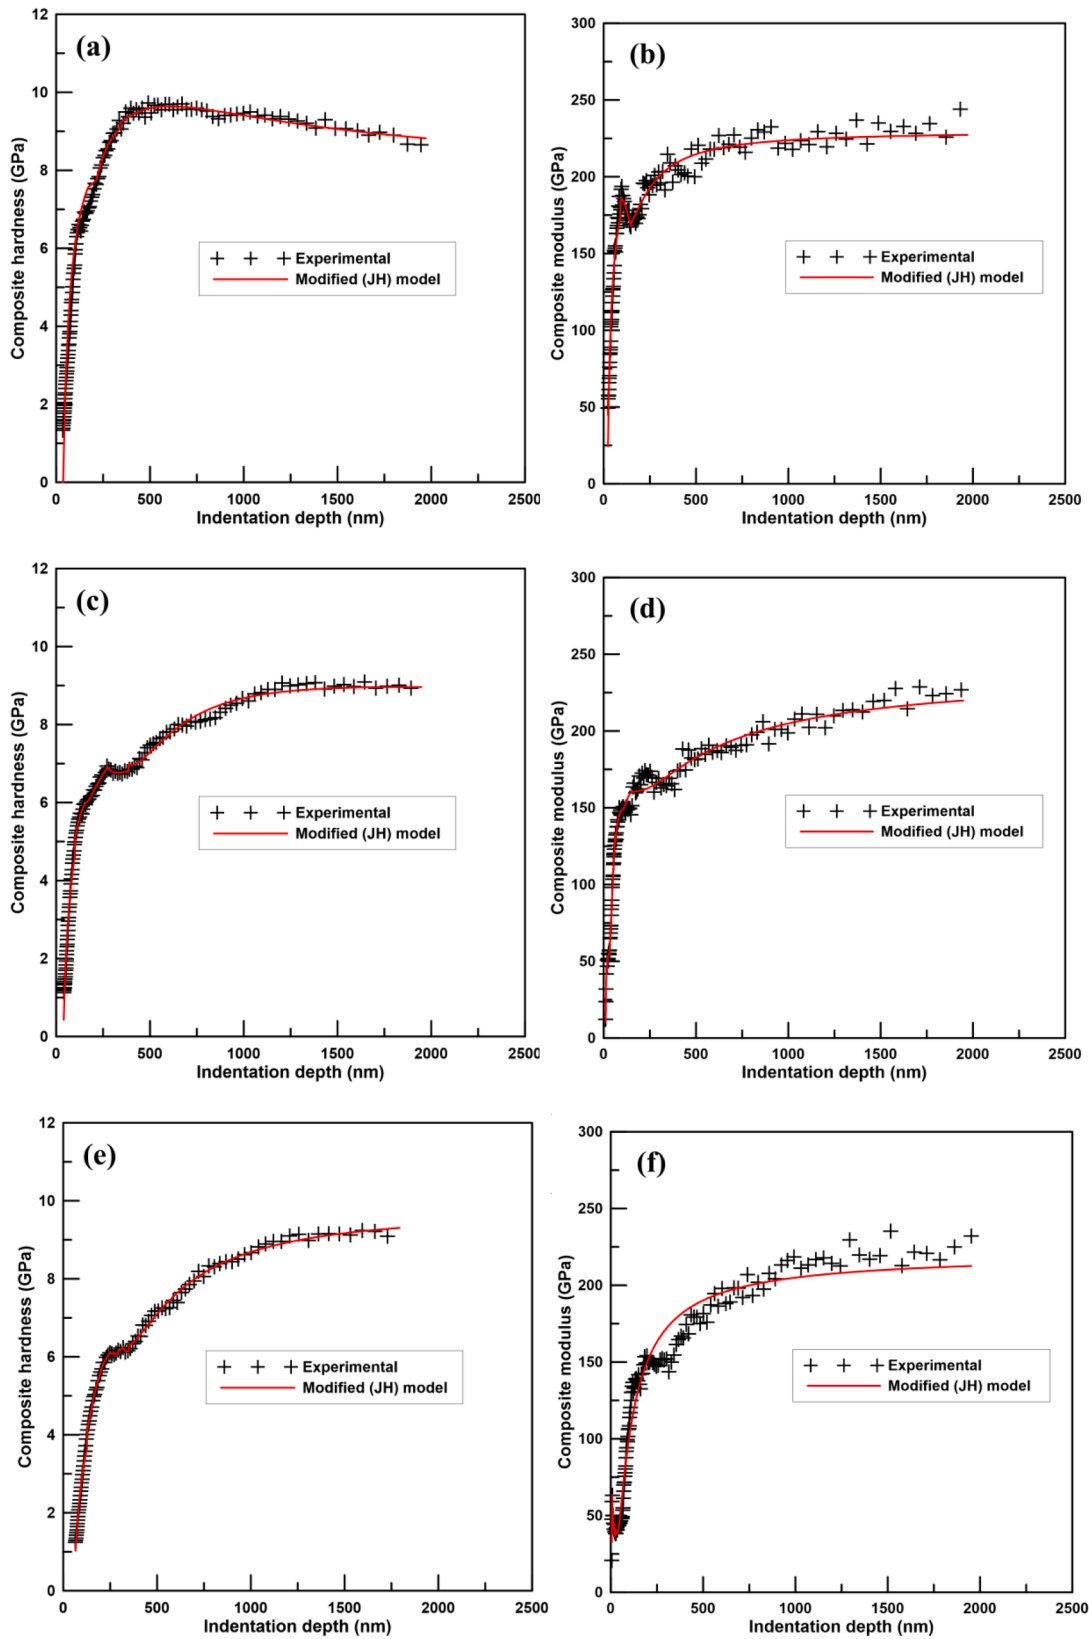 (a)
Composite hardness (GPa)
12
10
8
6
4
2
0
Experimental
Modified (JH) model
0 500 1000 1500 2000 2500
Indentation depth (nm)
(b)
Composite modulus (GPa)
300
250
200
150
100
50
0
Experimental
Modified (JH) model
0 500 1000 1500 2000 2500
Indentation depth (nm)
(c)
Composite hardness (GPa)
12
10
8
6
4
2
0
Experimental
Modified (JH) model
0 500 1000 1500 2000 2500
Indentation depth (nm)
(d)
Composite modulus (GPa)
300
250
200
150
100
50
0
Experimental
Modified (JH) model
0 500 1000 1500 2000 2500
Indentation depth (nm)
(e)
Composite hardness (GPa)
12
10
8
6
4
2
0
Experimental
Modified (JH) model
0 500 1000 1500 2000 2500
Indentation depth (nm)
(f)
Composite modulus (GPa)
300
250
200
150
100
50
0
Experimental
Modified (JH) model
0 500 1000 1500 2000 2500
Indentation depth (nm)